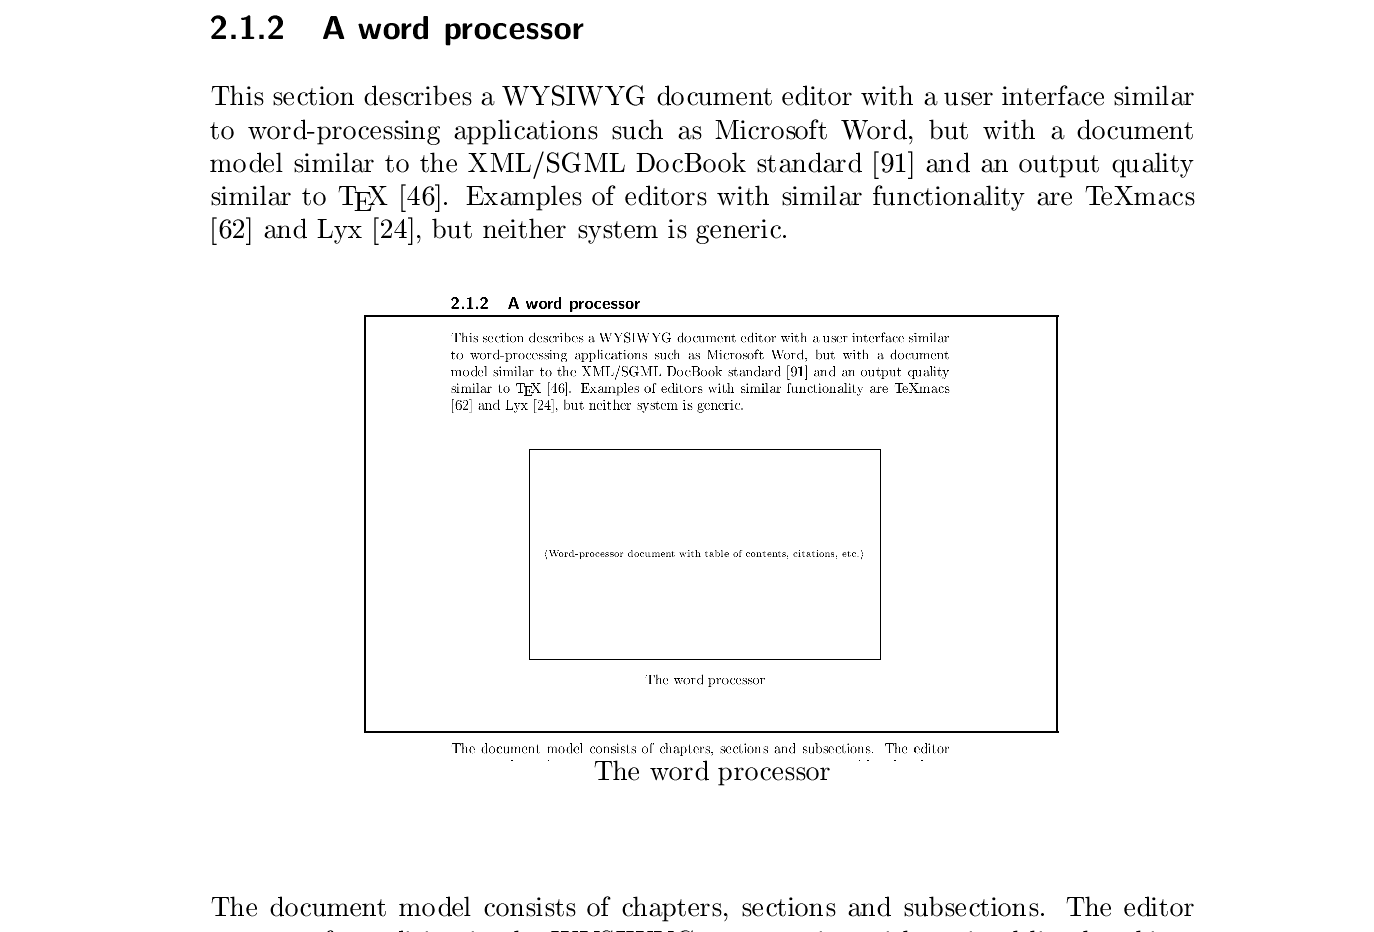 2.1.2 A word processor
This section describes a WYSIWYG document editor with a user interface similar
to word-processing applications such as Microsoft Word, but with a document
model similar to the XML/SGML DocBook standard [91] and an output quality
similar to TEX [46]. Examples of editors with similar functionality are TeXmacs
[62] and Lyx [24], but neither system is generic.
2.1.2 A word processor
This section describes a WYSIWYG document editor with a user interface similar
to word-processing applications such as Microsoft Word, but with a document
model similar to the XML/SGML DocBook standard [91] and an output quality
similar to TEX [46]. Examples of editors with similar functionality are TeXmacs
[62] and Lyx [24], but neither system is generic.
(Word-processor document with table of contents, citations, etc.)
The word processor
The document model consists of chapters, sections and subsections. The editor
The word processor
The document model consists of chapters, sections and subsections. The editor